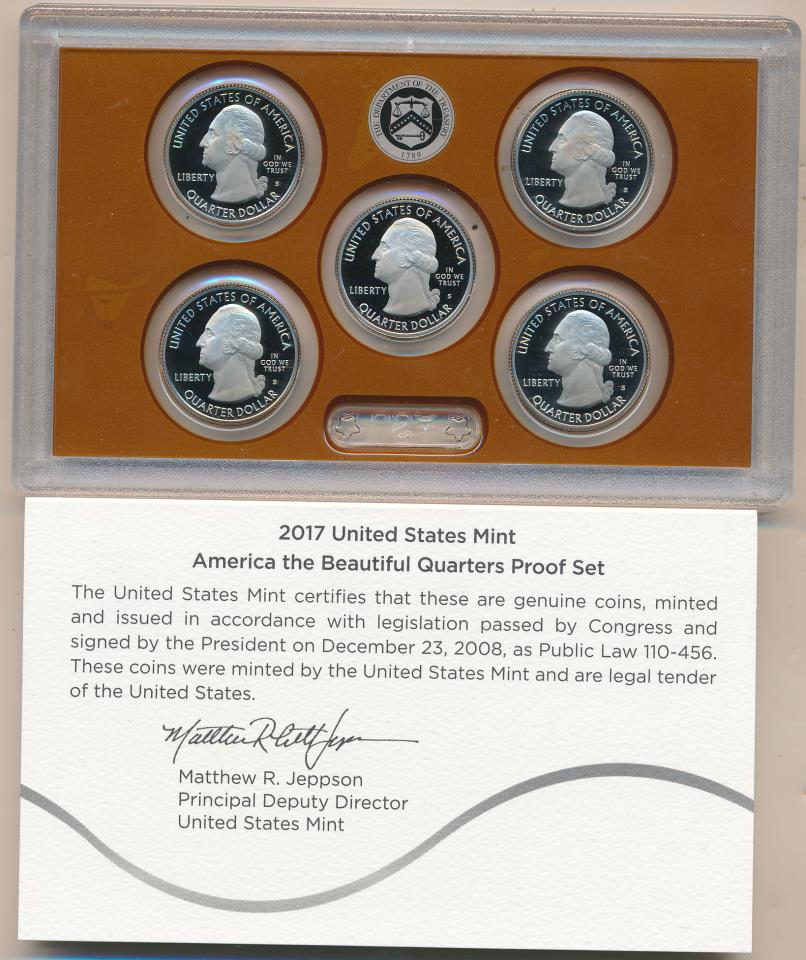 UNITED STATES OF AMERICA
LIBERTY
IN
GOD WE
TRUST
S
QUARTER DOLLAR
THE DEPARTMENT OF THE TREASURY
1789
UNITED STATES OF AMERICA
LIBERTY
IN
GOD WE
TRUST
S
QUARTER DOLLAR
UNITED STATES OF AMERICA
LIBERTY
IN
GOD WE
TRUST
S
QUARTER DOLLAR
UNITED STATES OF AMERICA
LIBERTY
IN
GOD WE
TRUST
S
QUARTER DOLLAR
UNITED STATES OF AMERICA
LIBERTY
IN
GOD WE
TRUST
S
QUARTER DOLLAR
2017 United States Mint
America the Beautiful Quarters Proof Set
The United States Mint certifies that these are genuine coins, minted
and issued in accordance with legislation passed by Congress and
signed by the President on December 23, 2008, as Public Law 110-456.
These coins were minted by the United States Mint and are legal tender
of the United States.
Matthew R. Jeppson
Principal Deputy Director
United States Mint